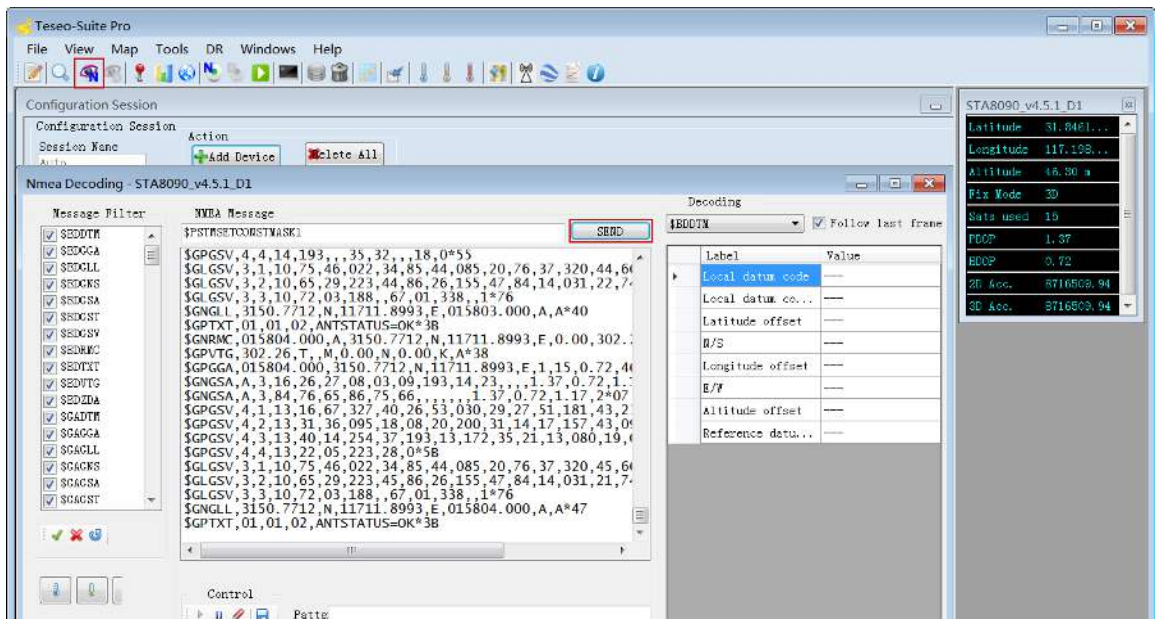 Teseo-Suite Pro
File View Map Tools DR Windows Help
Configuration Session
Configuration Session
Session Name
Auto
Action
Add Device
Delete All
STA8090_v4.5.1_D1
Latitude 31.8461...
Longitude 117.198...
Altitude 46.30 m
Fix Mode 3D
Sats used 15
PDOP 1.37
HDOP 0.72
2D Acc. 8716509.94
3D Acc. 8716509.94
Nmea Decoding - STA8090_v4.5.1_D1
Message Filter
$BDDTM
$BDGGA
$BDGLL
$BDGNS
$BDGSA
$BDGST
$BDGSV
$BDRMC
$BDTXT
$BDVTG
$BDZDA
$GADTM
$GAGGA
$GAGLL
$GAGNS
$GAGSA
$GAGST
NMEA Message
$PSTMSETCONSTMASK1
SEND
$GPGSV,4,4,14,193,,,35,32,,,18,0*55
$GLGSV,3,1,10,75,46,022,34,85,44,085,20,76,37,320,44,6
$GLGSV,3,2,10,65,29,223,44,86,26,155,47,84,14,031,22,7
$GLGSV,3,3,10,72,03,188,,67,01,338,,1*76
$GNGLL,3150.7712,N,11711.8993,E,015803.000,A,A*40
$GPTXT,01,01,02,ANTSTATUS=OK*3B
$GNRMC,015804.000,A,3150.7712,N,11711.8993,E,0.00,302.
$GPVTG,302.26,T,,M,0.00,N,0.00,K,A*38
$GPGGA,015804.000,3150.7712,N,11711.8993,E,1,15,0.72,4
$GNGSA,A,3,16,26,27,08,03,09,193,14,23,,,,1.37,0.72,1.
$GNGSA,A,3,84,76,65,86,75,66,,,,,,,1.37,0.72,1.17,2*07
$GPGSV,4,1,13,16,67,327,40,26,53,030,29,27,51,181,43,2
$GPGSV,4,2,13,31,36,095,18,08,20,200,31,14,17,157,43,0
$GPGSV,4,3,13,40,14,254,37,193,13,172,35,21,13,080,19,
$GPGSV,4,4,13,22,05,223,28,0*5B
$GLGSV,3,1,10,75,46,022,34,85,44,085,20,76,37,320,45,6
$GLGSV,3,2,10,65,29,223,45,86,26,155,47,84,14,031,21,7
$GLGSV,3,3,10,72,03,188,,67,01,338,,1*76
$GNGLL,3150.7712,N,11711.8993,E,015804.000,A,A*47
$GPTXT,01,01,02,ANTSTATUS=OK*3B
Control
Patte
Decoding
$BDDTM
Follow last frame
Label Value
Local datum code ---
Local datum co... ---
Latitude offset ---
N/S ---
Longitude offset ---
E/W ---
Altitude offset ---
Reference datu... ---